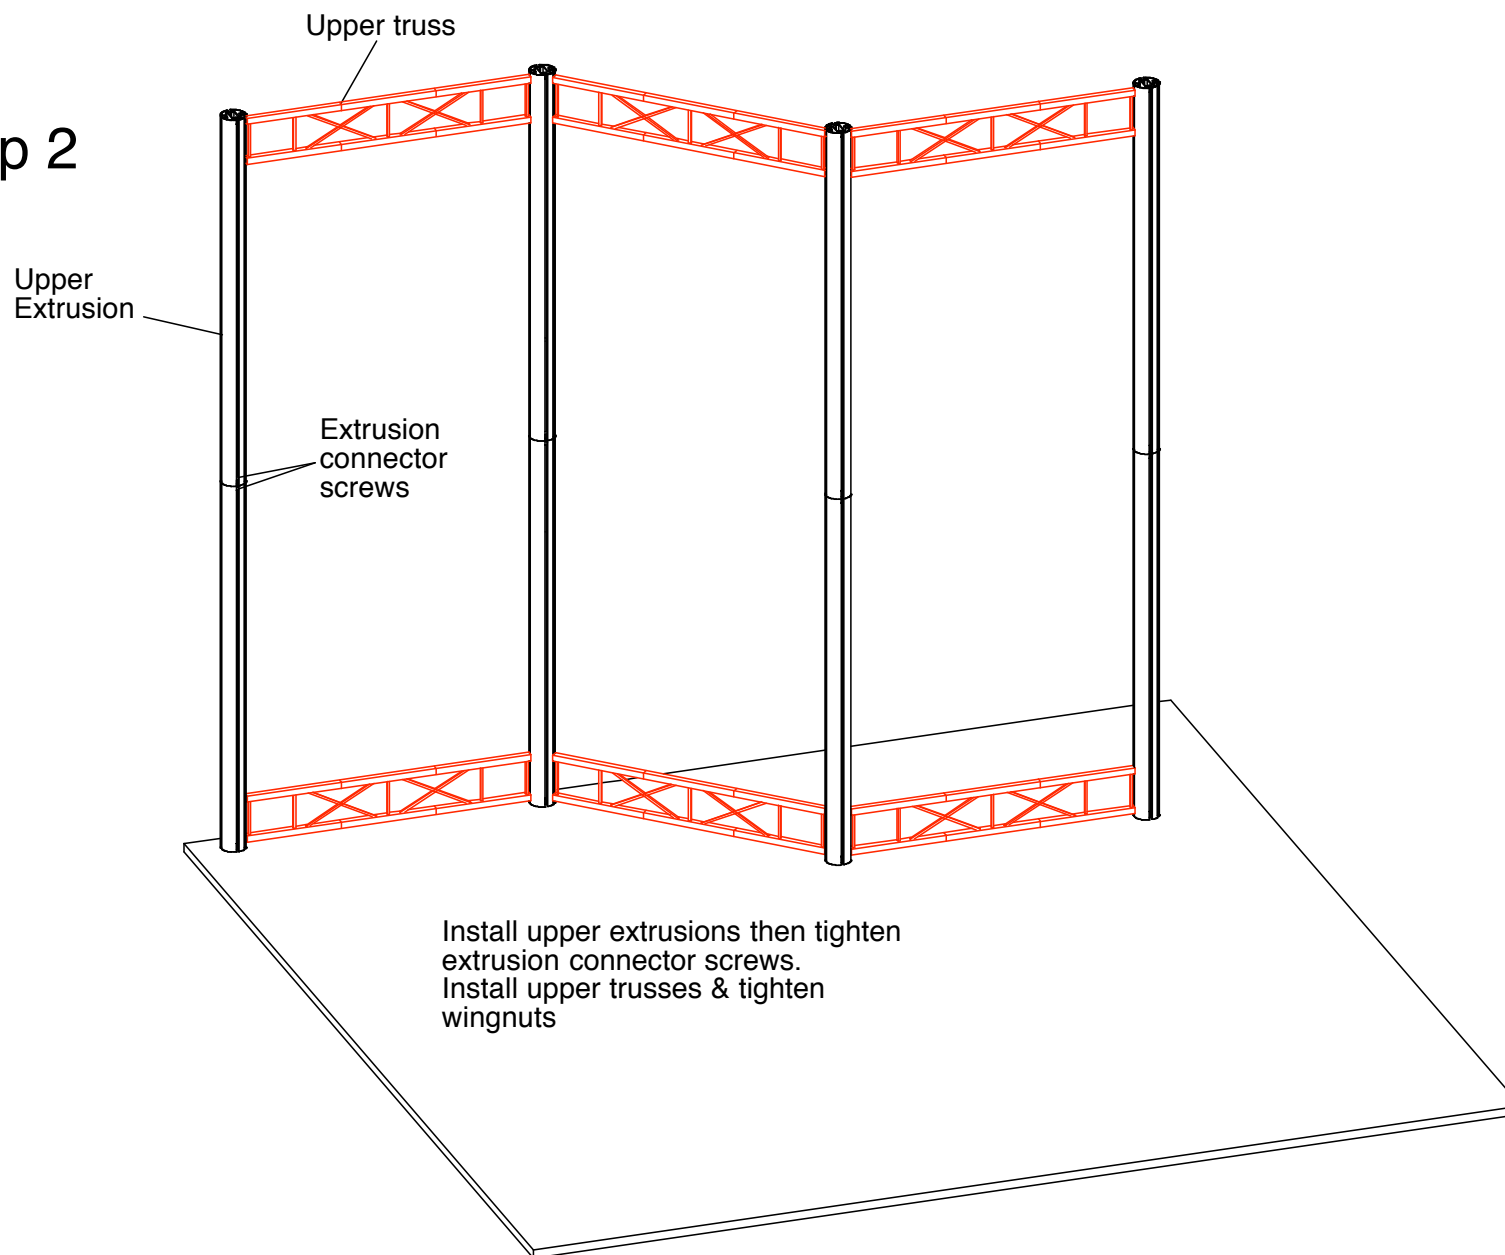 Upper truss
p 2
Upper
Extrusion
Extrusion
connector
screws
Install upper extrusions then tighten
extrusion connector screws.
Install upper trusses & tighten
wingnuts